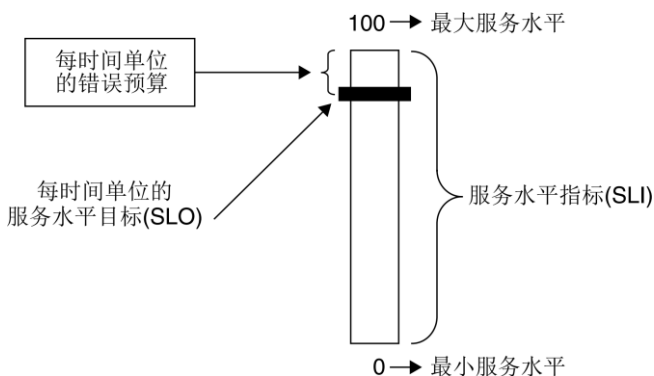 100 最大服务水平
每时间单位
的错误预算
每时间单位的
服务水平目标(SLO)
服务水平指标(SLI)
0 最小服务水平